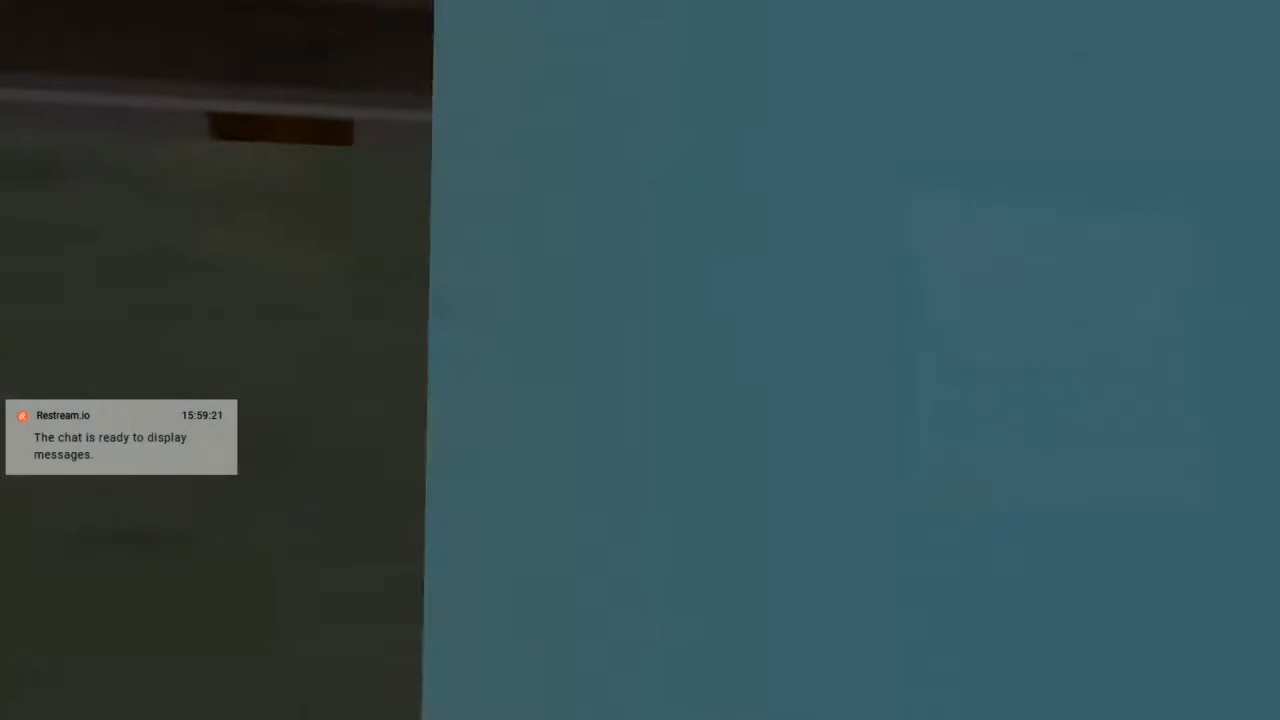 Restream.io 15:59:21
The chat is ready to display
messages.